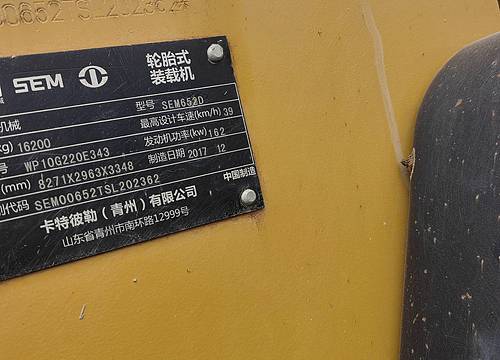 00652TSL202362
SEM
轮胎式
装载机
机械 型号 SEM652D
kg) 16200 最高设计车速(km/h) 39
号 WP10G220E343 发动机功率(kw) 162
(mm) 8271X2963X3348 制造日期 2017 12
别代码 SEM00652TSL202362 中国制造
卡特彼勒（青州）有限公司
山东省青州市南环路12999号